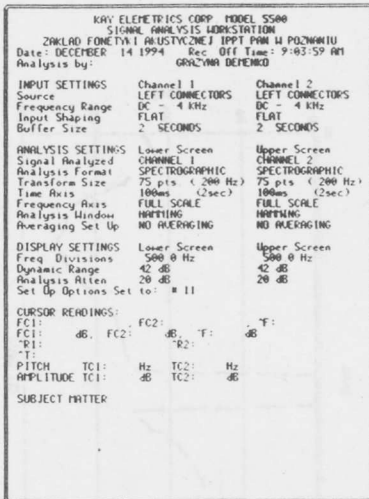 KAY ELEMETRICS CORP MODEL 5500
SIGNAL ANALYSIS WORKSTATION
ZAKLAD FONETYKI AKUSTYCZNEJ IPPT PAN W POZNANIU
Date: DECEMBER 14 1994 Rec Off Time: 9:03:59 AM
Analysis by: GRAZYNA DEMENKO
INPUT SETTINGS Channel 1 Channel 2
Source LEFT CONNECTORS LEFT CONNECTORS
Frequency Range DC - 4 KHz DC - 4 KHz
Input Shaping FLAT FLAT
Buffer Size 2 SECONDS 2 SECONDS
ANALYSIS SETTINGS Lower Screen Upper Screen
Signal Analyzed CHANNEL 1 CHANNEL 2
Analysis Format SPECTROGRAPHIC SPECTROGRAPHIC
Transform Size 75 pts ( 200 Hz) 75 pts ( 200 Hz)
Time Axis 100ms (2sec) 100ms (2sec)
Frequency Axis FULL SCALE FULL SCALE
Analysis Window HAMMING HAMMING
Averaging Set Up NO AVERAGING NO AVERAGING
DISPLAY SETTINGS Lower Screen Upper Screen
Freq Divisions 500 0 Hz 500 0 Hz
Dynamic Range 42 dB 42 dB
Analysis Atten 20 dB 20 dB
Set Up Options Set to: # 11
CURSOR READINGS:
FC1: , FC2: , ^F:
FC1: dB, FC2: dB, ^F: dB
^R1: ^R2:
^T:
PITCH TC1: Hz TC2: Hz
AMPLITUDE TC1: dB TC2: dB
SUBJECT MATTER